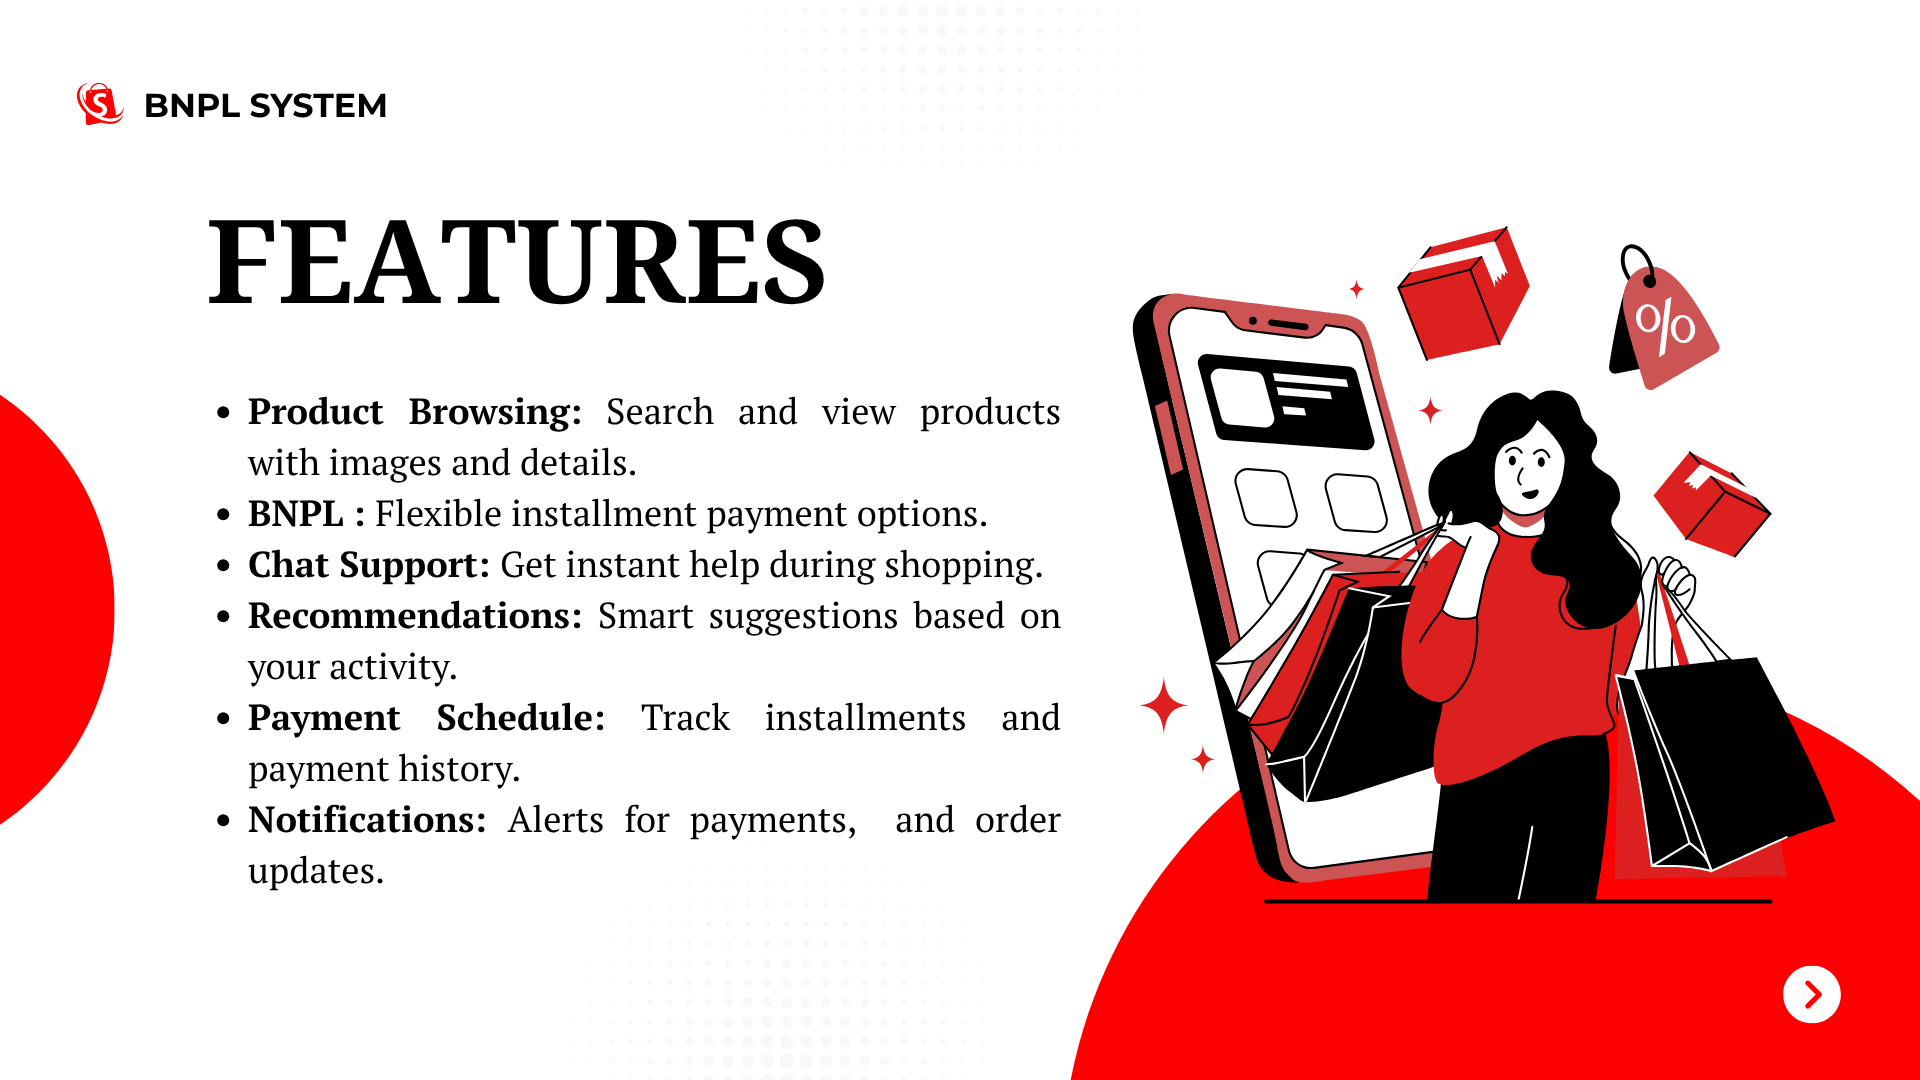 BNPL SYSTEM
FEATURES
• Product Browsing: Search and view products
with images and details.
• BNPL : Flexible installment payment options.
• Chat Support: Get instant help during shopping.
• Recommendations: Smart suggestions based on
your activity.
• Payment Schedule: Track installments and
payment history.
• Notifications: Alerts for payments,  and order
updates.
S
%